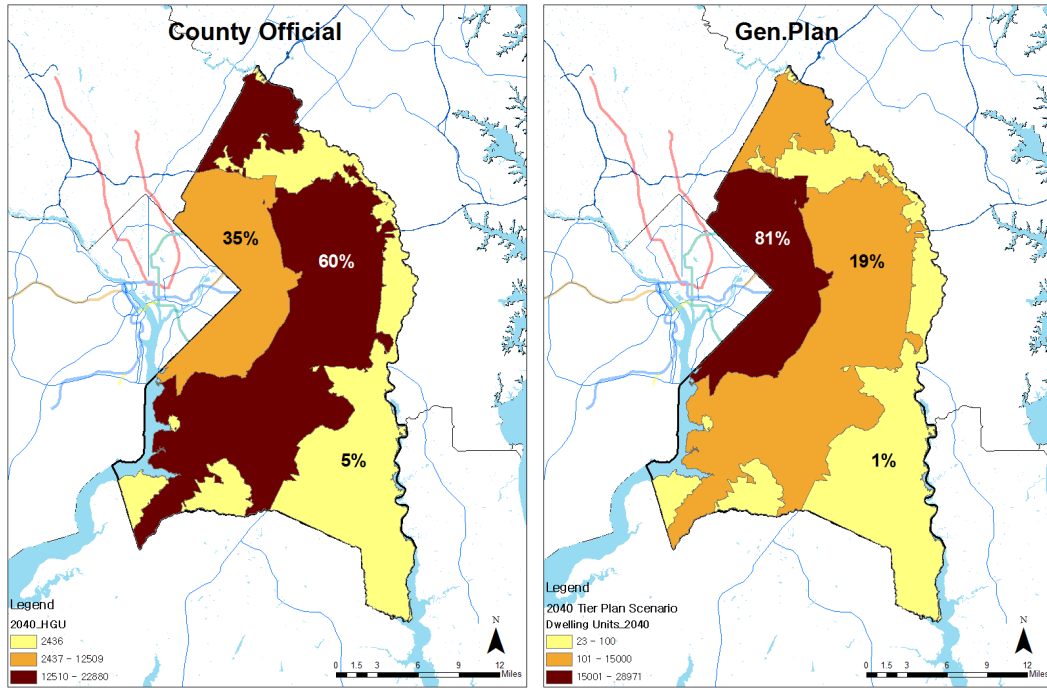 County Official
35%
60%
5%
Legend
2040_HGU
2436
2437 - 12509
12510 - 22880
N
0 1.5 3 6 9 12
Miles
Gen.Plan
81%
19%
1%
Legend
2040 Tier Plan Scenario
Dwelling Units_2040
23 - 100
101 - 15000
15001 - 28971
N
0 1.5 3 6 9 12
Miles